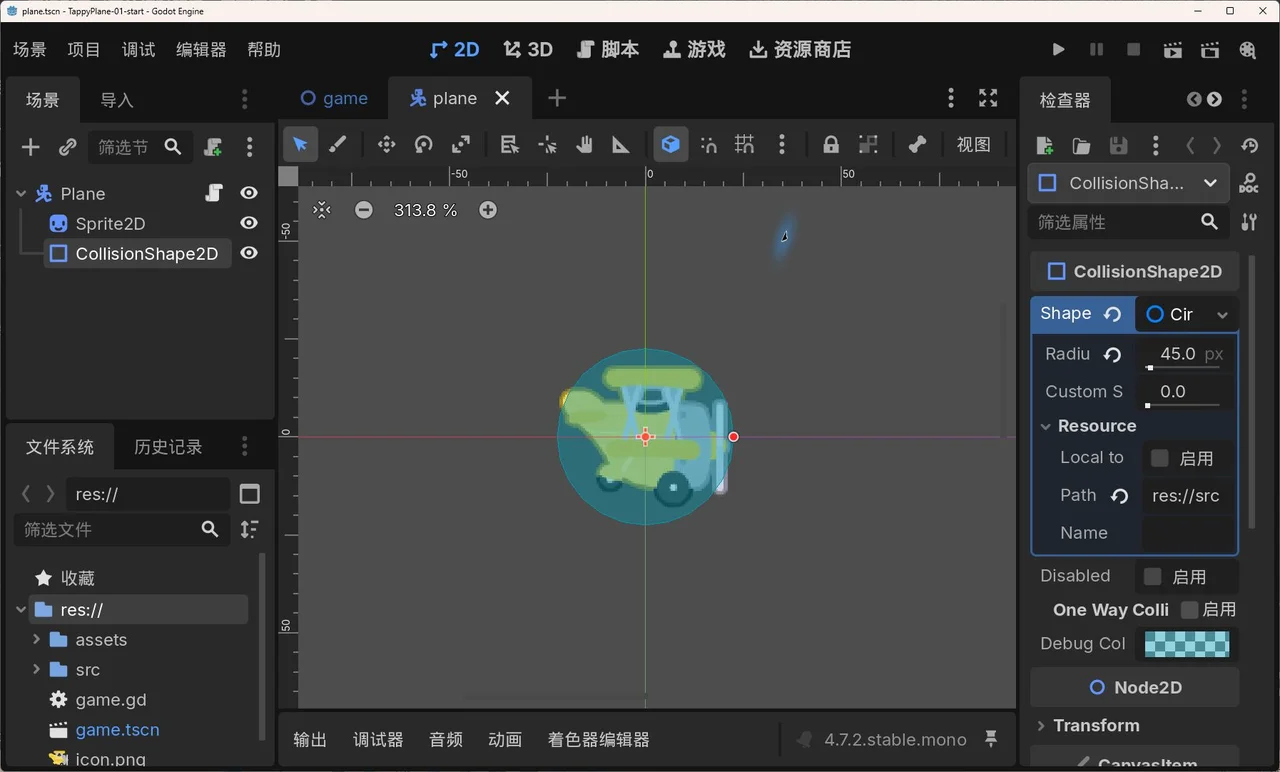 plane.tscn - TappyPlane-01-start - Godot Engine
场景 项目 调试 编辑器 帮助 2D 3D 脚本 游戏 资源商店
场景 导入 game plane 检查器
筛选节 视图
-50 0 50
CollisionSha...
Plane
313.8 %
筛选属性
Sprite2D
-50
CollisionShape2D
CollisionShape2D
Shape Cir
Radiu 45.0 px
Custom S 0.0
Resource
文件系统 历史记录 0
Local to 启用
res://
Path res://src
筛选文件
Name
收藏
Disabled 启用
res://
One Way Colli 启用
assets
50
Debug Col
src
Node2D
game.gd
game.tscn
Transform
输出 调试器 音频 动画 着色器编辑器 4.7.2.stable.mono
icon.png
CanvasItem